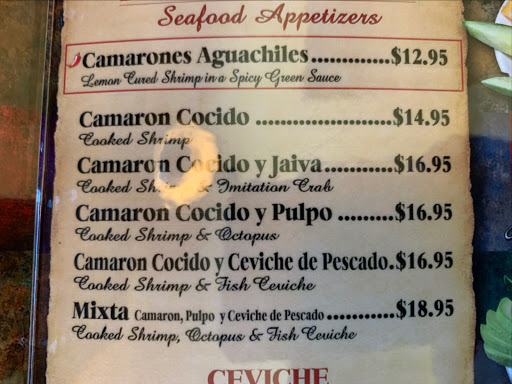 Seafood Appetizers
Camarones Aguachiles..............$12.95
Lemon Cured Shrimp in a Spicy Green Sauce
Camaron Cocido ........................$14.95
Cooked Shrimp
Camaron Cocido y Jaiva.............$16.95
Cooked Shrimp & Imitation Crab
Camaron Cocido y Pulpo ..........$16.95
Cooked Shrimp & Octopus
Camaron Cocido y Ceviche de Pescado.$16.95
Cooked Shrimp & Fish Ceviche
Mixta Camaron, Pulpo y Ceviche de Pescado..................$18.95
Cooked Shrimp, Octopus & Fish Ceviche
CEVICHE